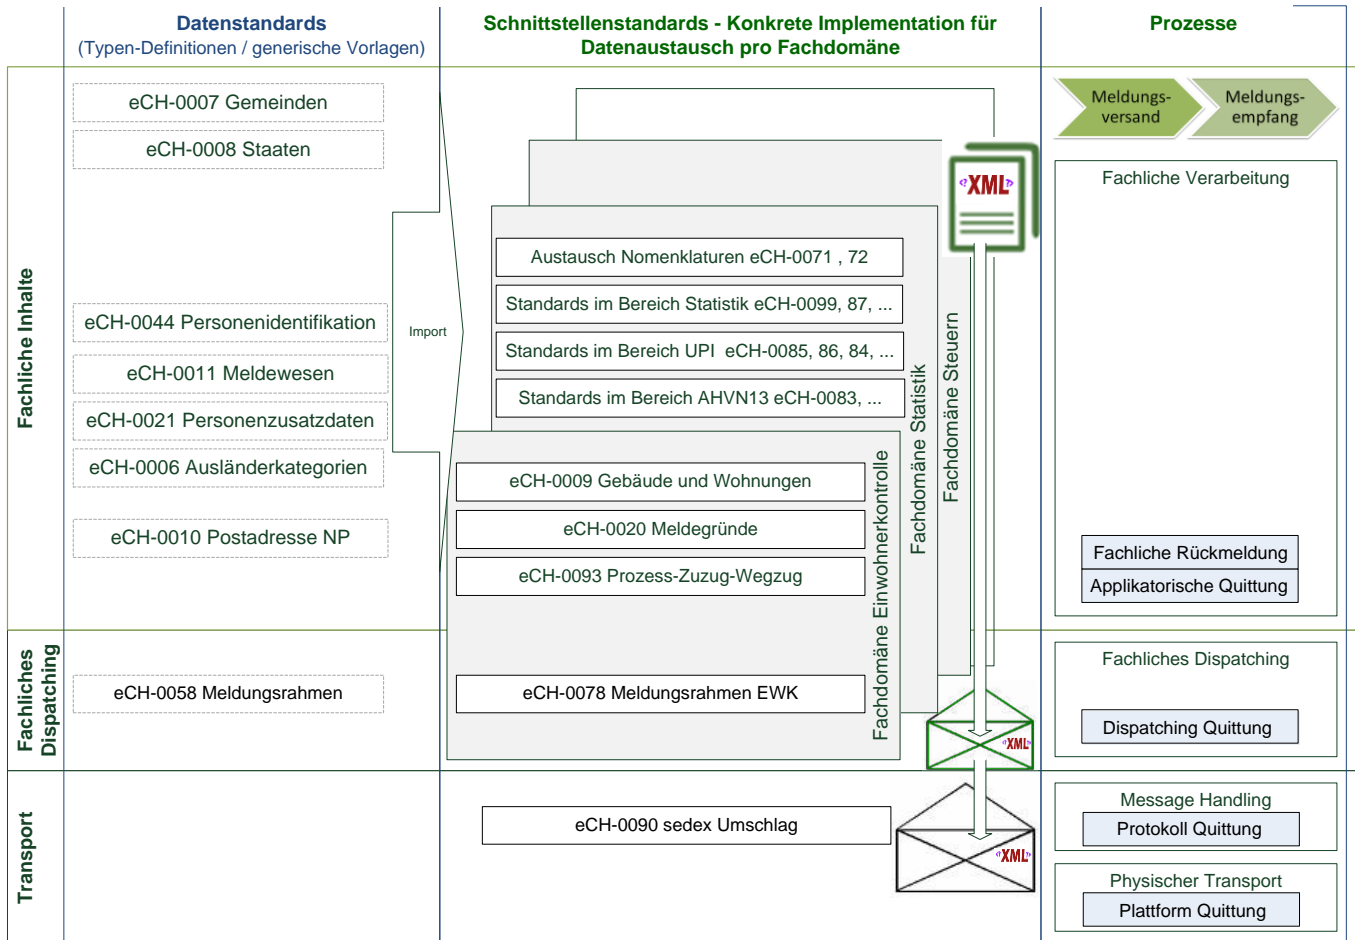 Datenstandards
(Typen-Definitionen / generische Vorlagen)
Schnittstellenstandards - Konkrete Implementation für
Datenaustausch pro Fachdomäne
Prozesse
Fachliche Inhalte
eCH-0007 Gemeinden
eCH-0008 Staaten
eCH-0044 Personenidentifikation
eCH-0011 Meldewesen
eCH-0021 Personenzusatzdaten
eCH-0006 Ausländerkategorien
eCH-0010 Postadresse NP
Import
Austausch Nomenklaturen eCH-0071 , 72
Standards im Bereich Statistik eCH-0099, 87, ...
Standards im Bereich UPI  eCH-0085, 86, 84, ...
Standards im Bereich AHVN13 eCH-0083, ...
eCH-0009 Gebäude und Wohnungen
eCH-0020 Meldegründe
eCH-0093 Prozess-Zuzug-Wegzug
Fachdomäne Einwohnerkontrolle
Fachdomäne Statistik
Fachdomäne Steuern
<?XML?>
Meldungs-
versand
Meldungs-
empfang
Fachliche Verarbeitung
Fachliche Rückmeldung
Applikatorische Quittung
Fachliches
Dispatching
eCH-0058 Meldungsrahmen
eCH-0078 Meldungsrahmen EWK
<?XML?>
Fachliches Dispatching
Dispatching Quittung
Transport
eCH-0090 sedex Umschlag
<?XML?>
Message Handling
Protokoll Quittung
Physischer Transport
Plattform Quittung